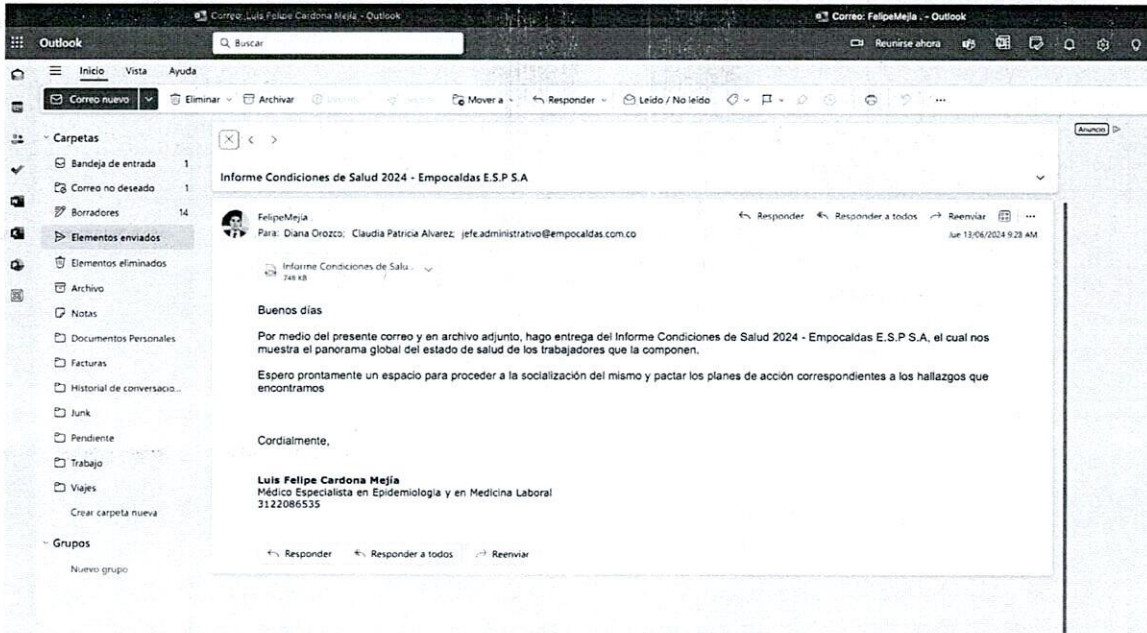 Correo: Luis Felipe Cardona Mejía - Outlook
Correo: FelipeMejia . - Outlook
Outlook
Buscar
Reunirse ahora
Inicio Vista Ayuda
Correo nuevo Eliminar Archivar Mover a Responder Leído / No leído ...
Anuncio
Carpetas
Bandeja de entrada 1
Correo no deseado 1
Borradores 14
Elementos enviados
Elementos eliminados
Archivo
Notas
Documentos Personales
Facturas
Historial de conversacio...
Junk
Pendiente
Trabajo
Viajes
Crear carpeta nueva
Grupos
Nuevo grupo
Informe Condiciones de Salud 2024 - Empocaldas E.S.P S.A
FelipeMejia .
Responder Responder a todos Reenviar ...
Para: Diana Orozco; Claudia Patricia Alvarez; jefe.administrativo@empocaldas.com.co
Jue 13/06/2024 9:28 AM
Informe Condiciones de Salu...
748 KB
Buenos días
Por medio del presente correo y en archivo adjunto, hago entrega del Informe Condiciones de Salud 2024 - Empocaldas E.S.P S.A, el cual nos
muestra el panorama global del estado de salud de los trabajadores que la componen.
Espero prontamente un espacio para proceder a la socialización del mismo y pactar los planes de acción correspondientes a los hallazgos que
encontramos
Cordialmente,
Luis Felipe Cardona Mejía
Médico Especialista en Epidemiología y en Medicina Laboral
3122086535
Responder Responder a todos Reenviar